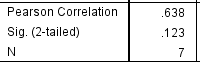 Pearson Correlation .638
Sig. (2-tailed) .123
N 7